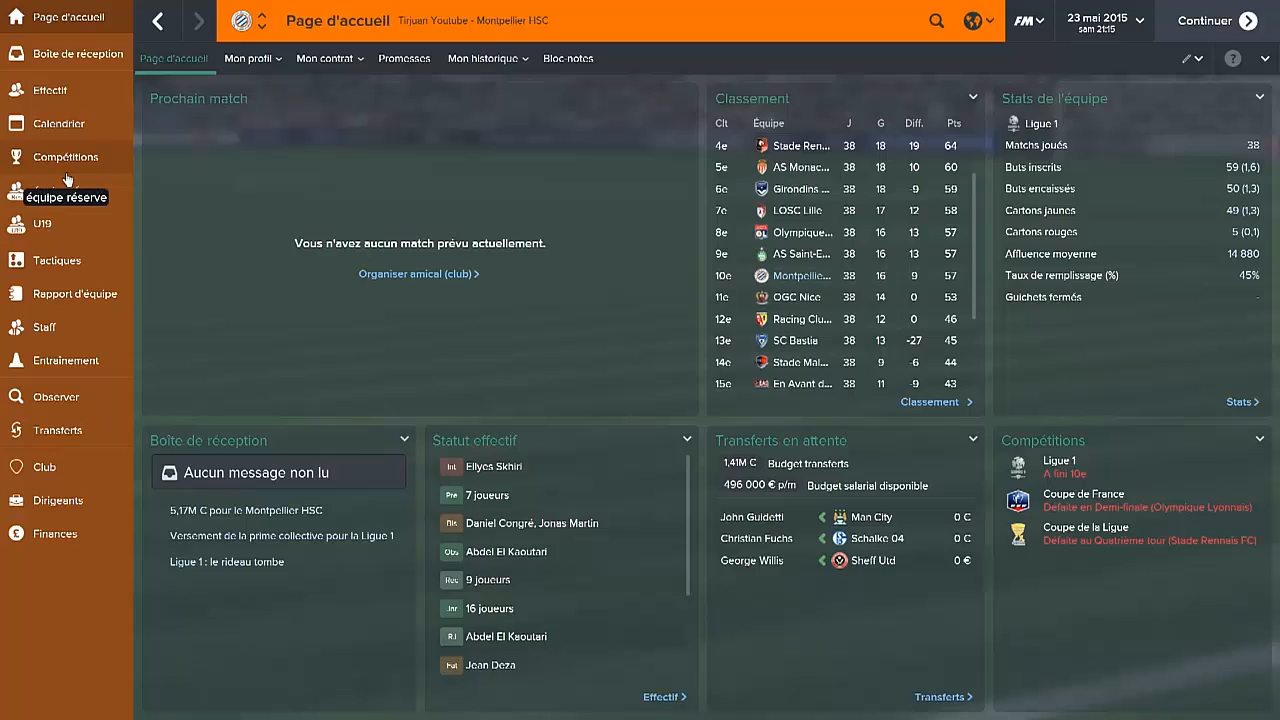 Page d'accueil
Boîte de réception
Effectif
Calendrier
Compétitions
équipe réserve
U19
Tactiques
Rapport d'équipe
Staff
Entraînement
Observer
Transferts
Club
Dirigeants
Finances
Page d'accueil Tirjuan Youtube - Montpellier HSC
FM
23 mai 2015
sam 21:15
Continuer
Page d'accueil Mon profil Mon contrat Promesses Mon historique Bloc-notes
Prochain match
Vous n'avez aucun match prévu actuellement.
Organiser amical (club) >
Classement
Clt Équipe J G Diff. Pts
4e Stade Ren... 38 18 19 64
5e AS Monac... 38 18 10 60
6e Girondins ... 38 18 -9 59
7e LOSC Lille 38 17 12 58
8e Olympique... 38 16 13 57
9e AS Saint-E... 38 16 13 57
10e Montpellie... 38 16 9 57
11e OGC Nice 38 14 0 53
12e Racing Clu... 38 12 0 46
13e SC Bastia 38 13 -27 45
14e Stade Mal... 38 9 -6 44
15e En Avant d... 38 11 -9 43
Classement >
Stats de l'équipe
Ligue 1
Matchs joués 38
Buts inscrits 59 (1,6)
Buts encaissés 50 (1,3)
Cartons jaunes 49 (1,3)
Cartons rouges 5 (0,1)
Affluence moyenne 14 880
Taux de remplissage (%) 45%
Guichets fermés -
Stats >
Boîte de réception
Aucun message non lu
5,17M € pour le Montpellier HSC
Versement de la prime collective pour la Ligue 1
Ligue 1 : le rideau tombe
Statut effectif
Int Ellyes Skhiri
Pre 7 joueurs
Daniel Congré, Jonas Martin
Obs Abdel El Kaoutari
Rec 9 joueurs
Jnr 16 joueurs
R.I Abdel El Kaoutari
Jean Deza
Effectif >
Transferts en attente
1,41M € Budget transferts
496 000 € p/m Budget salarial disponible
John Guidetti Man City 0 €
Christian Fuchs Schalke 04 0 €
George Willis Sheff Utd 0 €
Transferts >
Compétitions
Ligue 1
A fini 10e
Coupe de France
Défaite en Demi-finale (Olympique Lyonnais)
Coupe de la Ligue
Défaite au Quatrième tour (Stade Rennais FC)